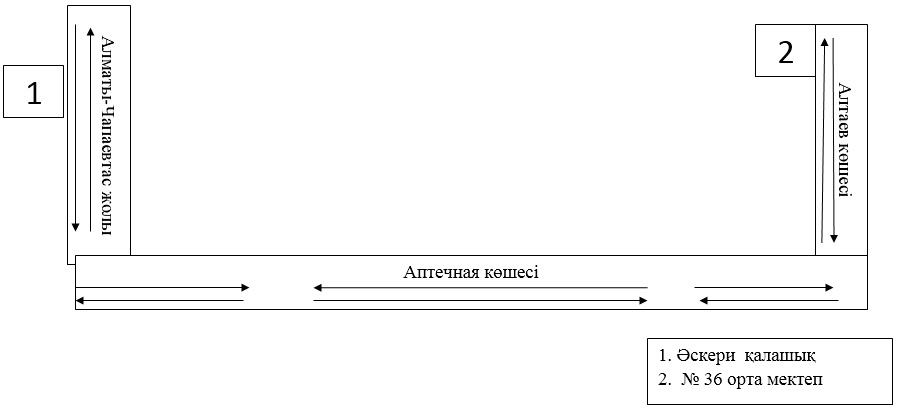 1
Алматы-Чапаевтас жолы
2
Алтаев көшесі
Аптечная көшесі
1. Әскери қалашық
2. № 36 орта мектеп